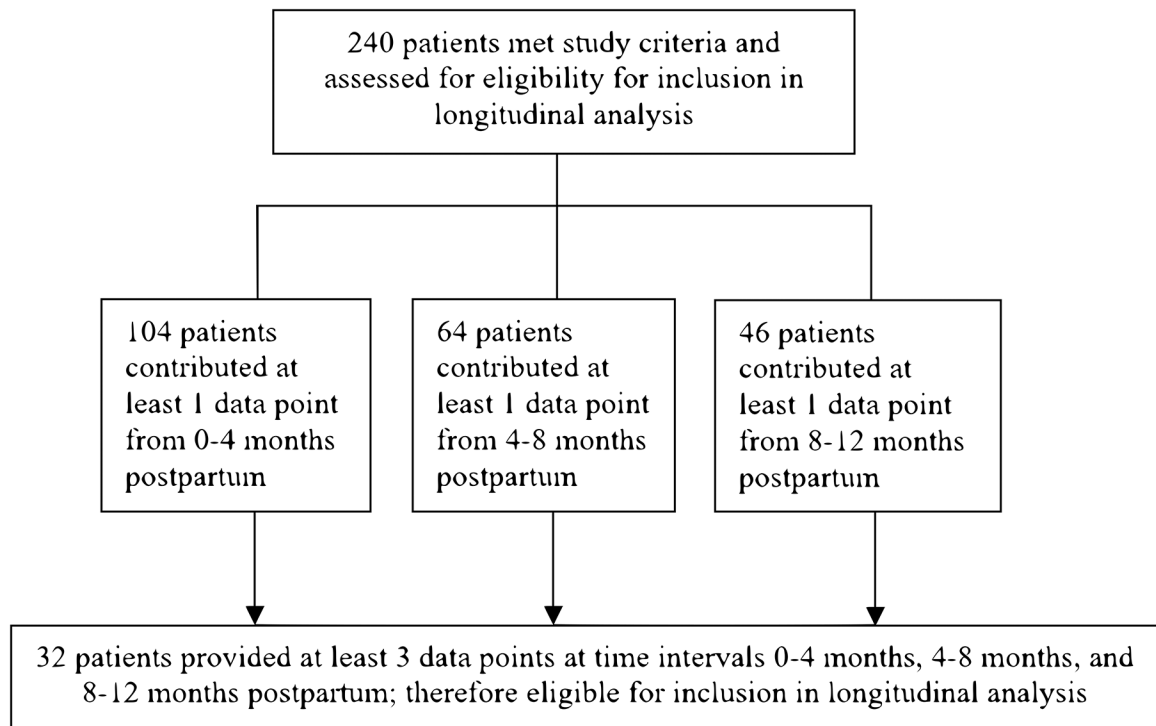 240 patients met study criteria and
assessed for eligibility for inclusion in
longitudinal analysis
104 patients
contributed at
least 1 data point
from 0-4 months
postpartum
64 patients
contributed at
least 1 data point
from 4-8 months
postpartum
46 patients
contributed at
least 1 data point
from 8-12 months
postpartum
32 patients provided at least 3 data points at time intervals 0-4 months, 4-8 months, and
8-12 months postpartum; therefore eligible for inclusion in longitudinal analysis